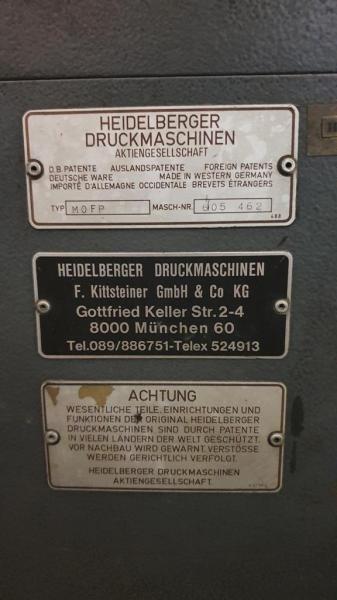 HEIDELBERGER
DRUCKMASCHINEN
AKTIENGESELLSCHAFT
D.B. PATENTE AUSLANDSPATENTE FOREIGN PATENTS
DEUTSCHE WARE MADE IN WESTERN GERMANY
IMPORTÉ D'ALLEMAGNE OCCIDENTALE BREVETS ÉTRANGERS
TYP MOFP MASCH-NR. 605 462
HEIDELBERGER DRUCKMASCHINEN
F. Kittsteiner GmbH & Co KG
Gottfried Keller Str. 2-4
8000 München 60
Tel.089/886751-Telex 524913
ACHTUNG
WESENTLICHE TEILE, EINRICHTUNGEN UND
FUNKTIONEN DER ORIGINAL HEIDELBERGER
DRUCKMASCHINEN SIND DURCH PATENTE
IN VIELEN LÄNDERN DER WELT GESCHÜTZT.
VOR NACHBAU WIRD GEWARNT. VERSTÖSSE
WERDEN GERICHTLICH VERFOLGT.
HEIDELBERGER DRUCKMASCHINEN
AKTIENGESELLSCHAFT